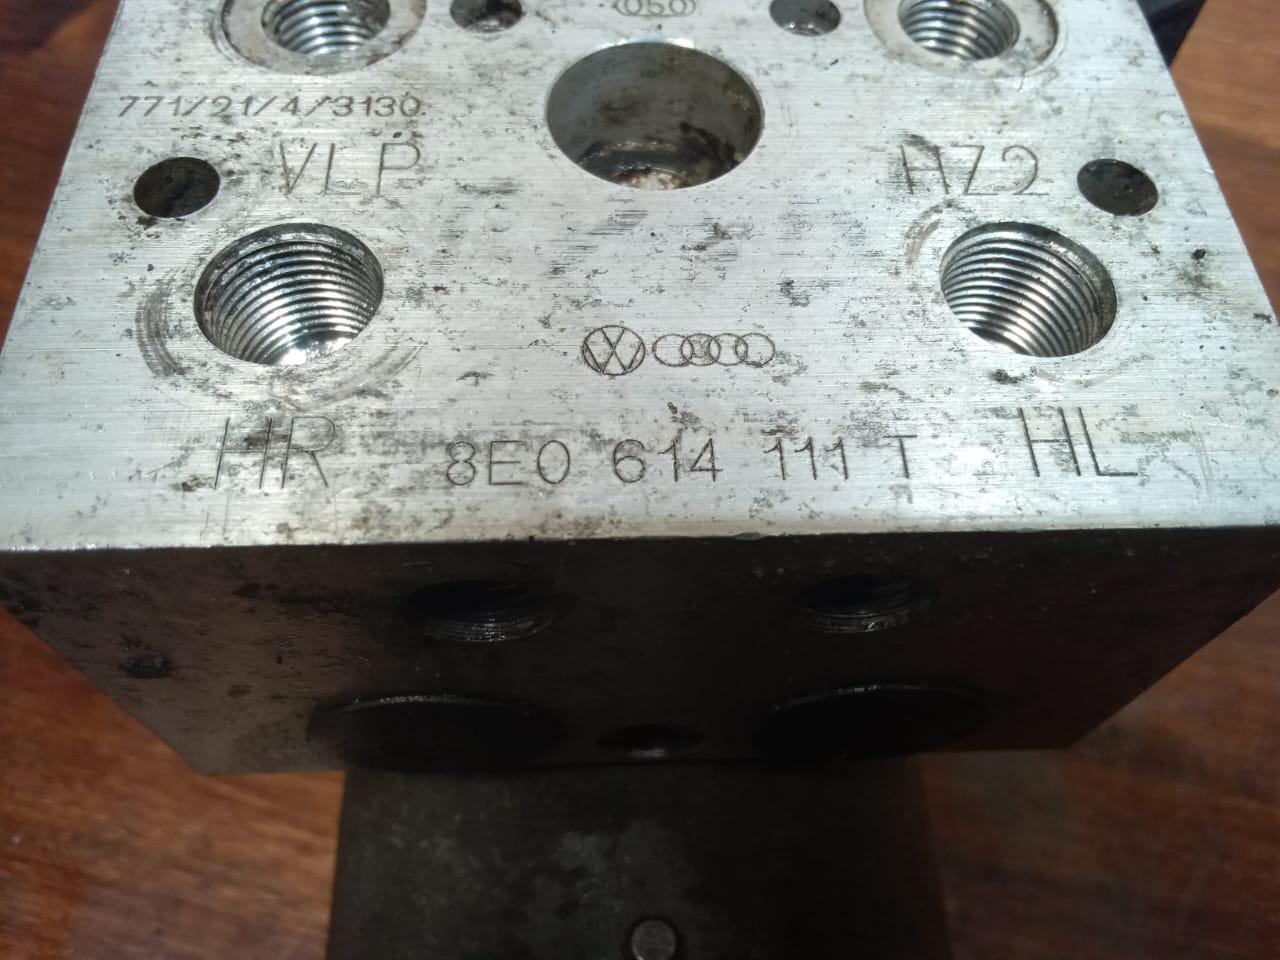 050
771/21/4/3130
VLP
HZ2
HR 8E0 614 111 T HL